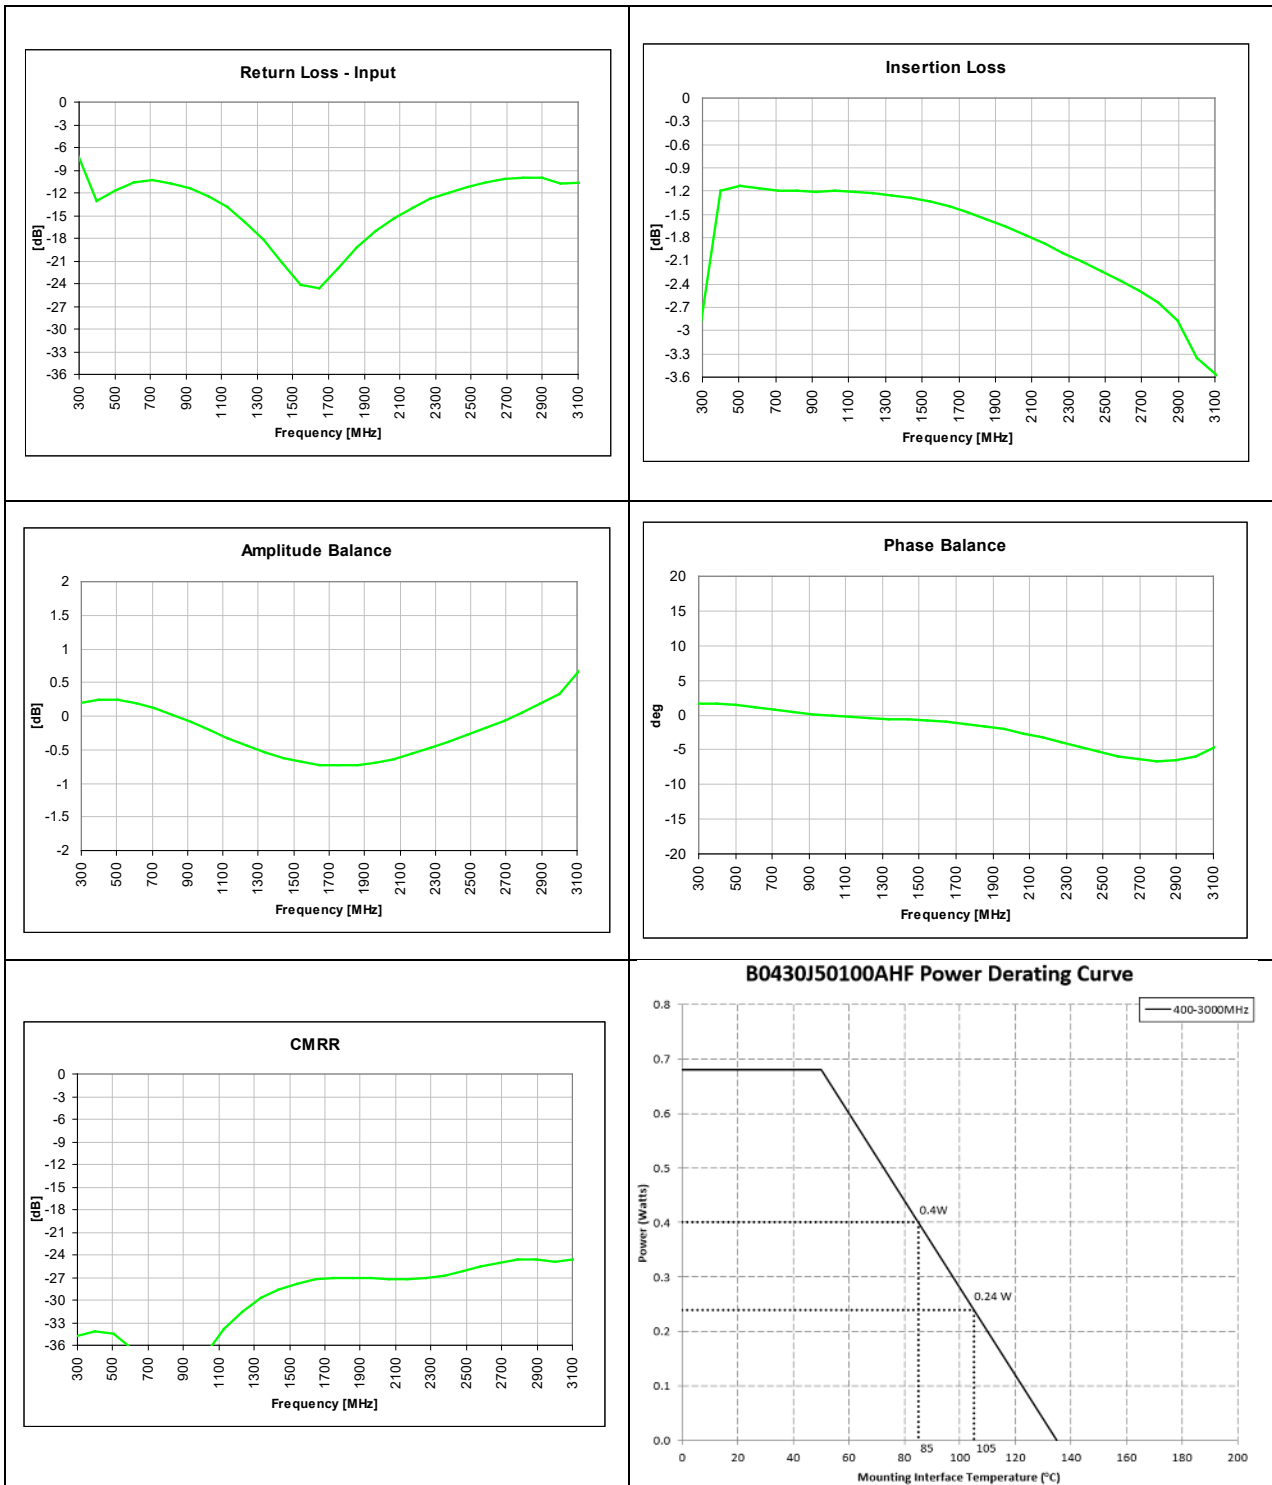 Return Loss - Input
0
-3
-6
-9
-12
-15
-18
-21
-24
-27
-30
-33
-36
[dB]
300 500 700 900 1100 1300 1500 1700 1900 2100 2300 2500 2700 2900 3100
Frequency [MHz]
Insertion Loss
0
-0.3
-0.6
-0.9
-1.2
-1.5
-1.8
-2.1
-2.4
-2.7
-3
-3.3
-3.6
[dB]
300 500 700 900 1100 1300 1500 1700 1900 2100 2300 2500 2700 2900 3100
Frequency [MHz]
Amplitude Balance
2
1.5
1
0.5
0
-0.5
-1
-1.5
-2
[dB]
300 500 700 900 1100 1300 1500 1700 1900 2100 2300 2500 2700 2900 3100
Frequency [MHz]
Phase Balance
20
15
10
5
0
-5
-10
-15
-20
deg
300 500 700 900 1100 1300 1500 1700 1900 2100 2300 2500 2700 2900 3100
Frequency [MHz]
CMRR
0
-3
-6
-9
-12
-15
-18
-21
-24
-27
-30
-33
-36
[dB]
300 500 700 900 1100 1300 1500 1700 1900 2100 2300 2500 2700 2900 3100
Frequency [MHz]
B0430J50100AHF Power Derating Curve
400-3000MHz
0.8
0.7
0.6
0.5
0.4
0.3
0.2
0.1
0.0
Power (Watts)
0.4W
0.24 W
85 105
0 20 40 60 80 100 120 140 160 180 200
Mounting Interface Temperature (°C)